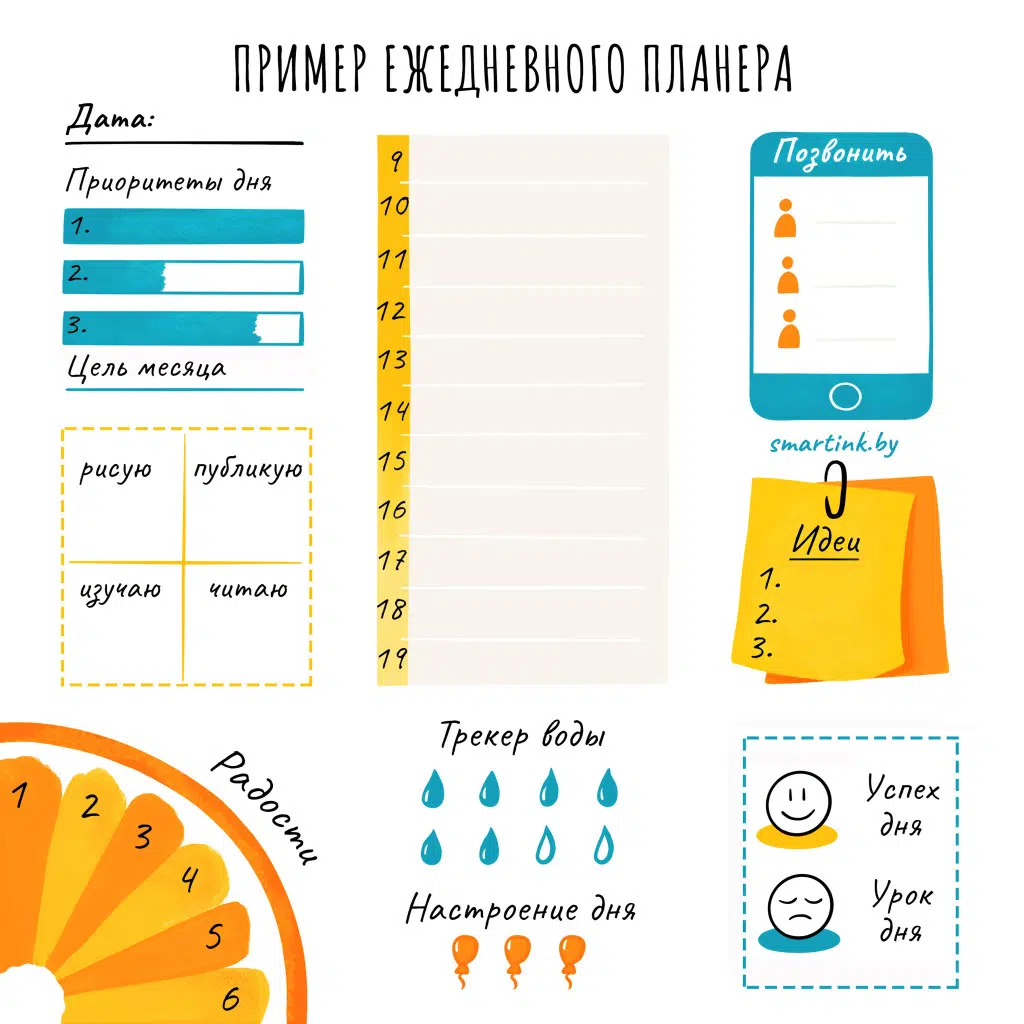 ПРИМЕР ЕЖЕДНЕВНОГО ПЛАНЕРА
Дата:
Приоритеты дня
1.
2.
3.
Цель месяца
рисую
публикую
изучаю
читаю
9
10
11
12
13
14
15
16
17
18
19
Позвонить
smartink.by
Идеи
1.
2.
3.
Радости
1
2
3
4
5
6
Трекер воды
Настроение дня
Успех
дня
Урок
дня